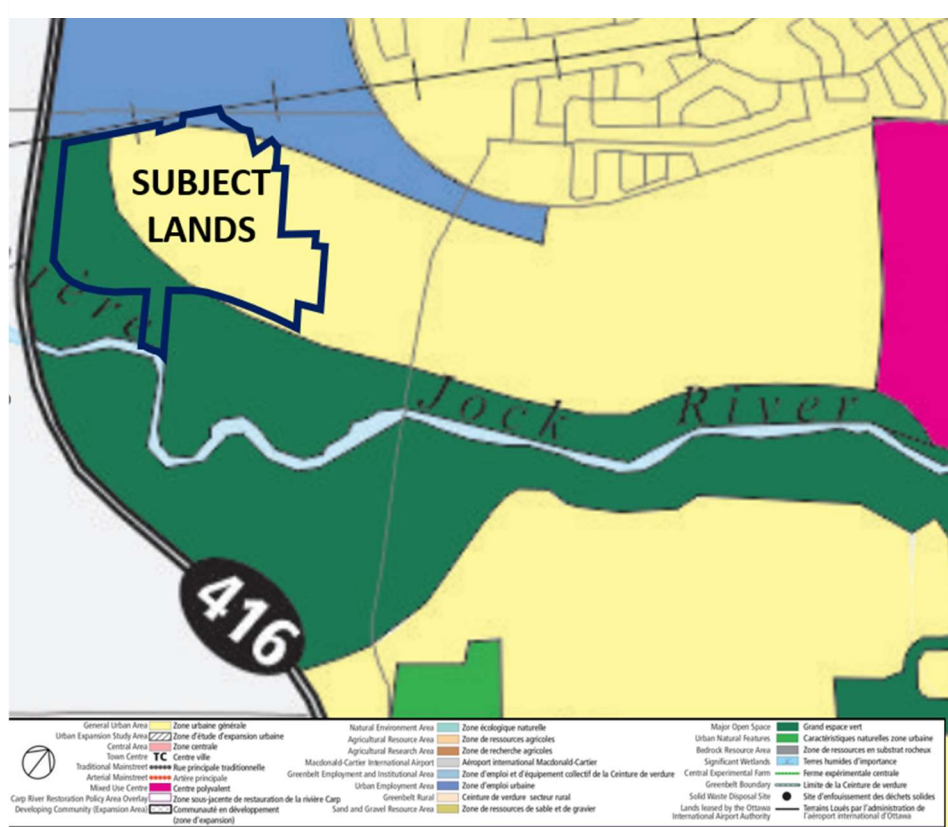 SUBJECT
LANDS
ière
Jock River
416
General Urban Area Zone urbaine générale
Urban Expansion Study Area Zone d'étude d'expansion urbaine
Central Area Zone centrale
Town Centre TC Centre ville
Traditional Mainstreet Rue principale traditionnelle
Arterial Mainstreet Artère principale
Mixed Use Centre Centre polyvalent
Carp River Restoration Policy Area Overlay Zone sous-jacente de restauration de la rivière Carp
Developing Community (Expansion Area) Communauté en développement
(zone d'expansion)
Natural Environment Area Zone écologique naturelle
Agricultural Resource Area Zone de ressources agricoles
Agricultural Research Area Zone de recherche agricoles
Macdonald-Cartier International Airport Aéroport international Macdonald-Cartier
Greenbelt Employment and Institutional Area Zone d'emploi et d'équipement collectif de la Ceinture de verdure
Urban Employment Area Zone d'emploi urbaine
Greenbelt Rural Ceinture de verdure secteur rural
Sand and Gravel Resource Area Zone de ressources de sable et de gravier
Major Open Space Grand espace vert
Urban Natural Features Caractéristiques naturelles zone urbaine
Bedrock Resource Area Zone de ressources en substrat rocheux
Significant Wetlands Terres humides d'importance
Central Experimental Farm Ferme expérimentale centrale
Greenbelt Boundary Limite de la Ceinture de verdure
Solid Waste Disposal Site Site d'enfouissement des déchets solides
Lands leased by the Ottawa Terrains Loués par l'administration de
International Airport Authority l'aéroport international d'Ottawa